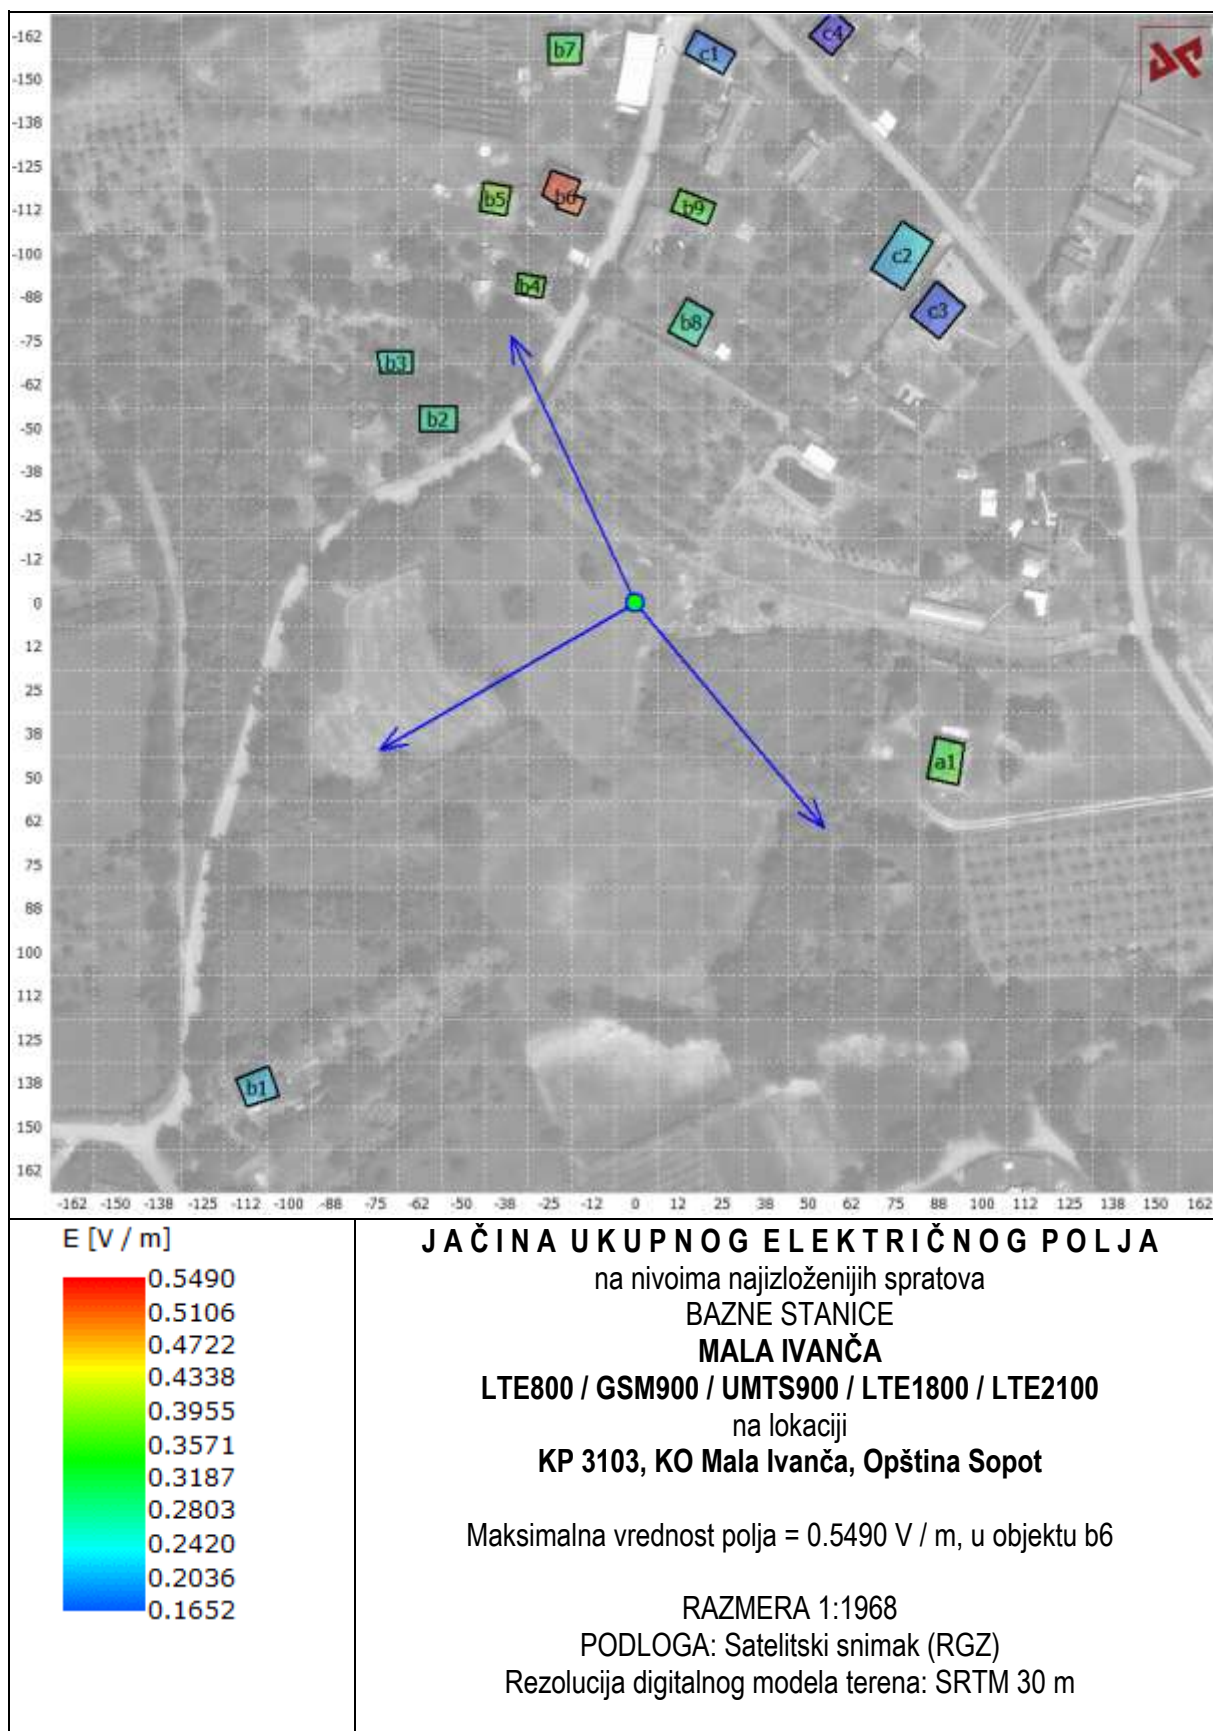 -162
-150
-138
-125
-112
-100
-88
-75
-62
-50
-38
-25
-12
0
12
25
38
50
62
75
88
100
112
125
138
150
162
b7
c1
c4
b5
b6
b9
c2
b4
c3
b8
b3
b2
a1
b1
-162 -150 -138 -125 -112 -100 -88 -75 -62 -50 -38 -25 -12 0 12 25 38 50 62 75 88 100 112 125 138 150 162
E [V / m]
0.5490
0.5106
0.4722
0.4338
0.3955
0.3571
0.3187
0.2803
0.2420
0.2036
0.1652
JAČINA UKUPNOG ELEKTRIČNOG POLJA
na nivoima najizloženijih spratova
BAZNE STANICE
MALA IVANČA
LTE800 / GSM900 / UMTS900 / LTE1800 / LTE2100
na lokaciji
KP 3103, KO Mala Ivanča, Opština Sopot
Maksimalna vrednost polja = 0.5490 V / m, u objektu b6
RAZMERA 1:1968
PODLOGA: Satelitski snimak (RGZ)
Rezolucija digitalnog modela terena: SRTM 30 m